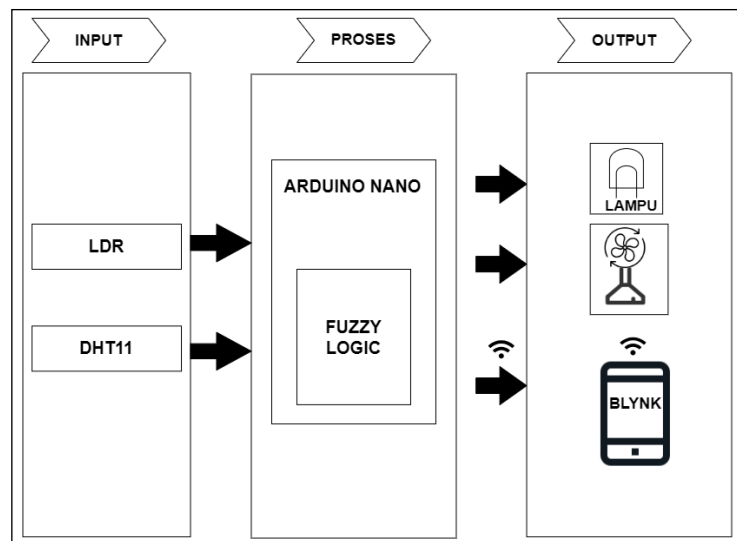 INPUT
PROSES
OUTPUT
LDR
DHT11
ARDUINO NANO
FUZZY
LOGIC
LAMPU
BLYNK